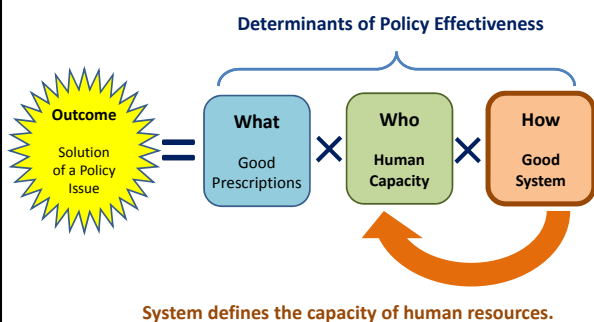 Determinants of Policy Effectiveness
Outcome
Solution
of a Policy
Issue
=
What
Good
Prescriptions
×
Who
Human
Capacity
×
How
Good
System
System defines the capacity of human resources.